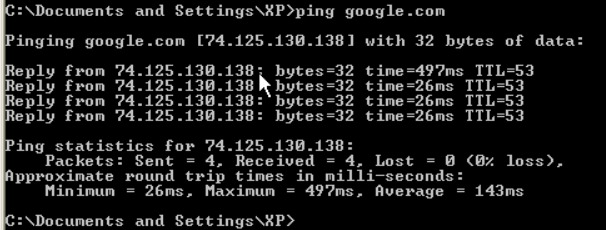 C:\Documents and Settings\XP>ping google.com
Pinging google.com [74.125.130.138] with 32 bytes of data:
Reply from 74.125.130.138: bytes=32 time=497ms TTL=53
Reply from 74.125.130.138: bytes=32 time=26ms TTL=53
Reply from 74.125.130.138: bytes=32 time=26ms TTL=53
Reply from 74.125.130.138: bytes=32 time=26ms TTL=53
Ping statistics for 74.125.130.138:
Packets: Sent = 4, Received = 4, Lost = 0 (0% loss),
Approximate round trip times in milli-seconds:
Minimum = 26ms, Maximum = 497ms, Average = 143ms
C:\Documents and Settings\XP>